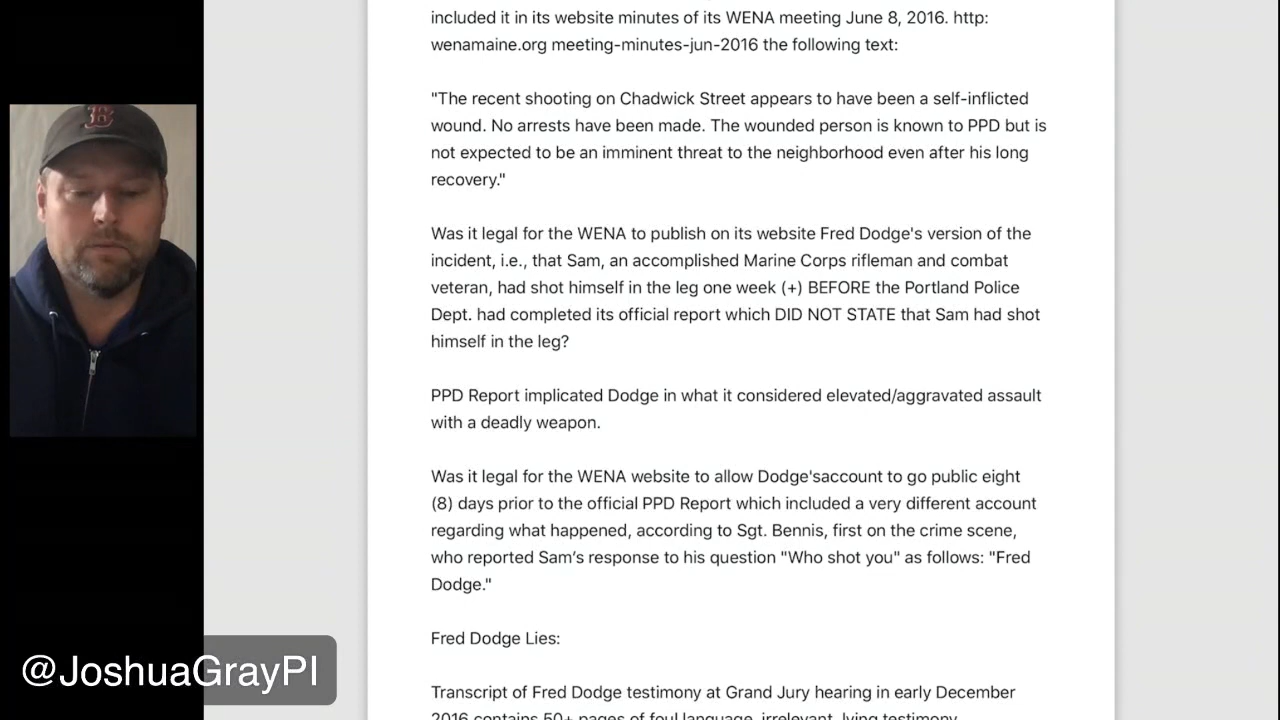 included it in its website minutes of its WENA meeting June 8, 2016. http:
wenamaine.org meeting-minutes-jun-2016 the following text:
"The recent shooting on Chadwick Street appears to have been a self-inflicted
wound. No arrests have been made. The wounded person is known to PPD but is
not expected to be an imminent threat to the neighborhood even after his long
recovery."
Was it legal for the WENA to publish on its website Fred Dodge's version of the
incident, i.e., that Sam, an accomplished Marine Corps rifleman and combat
veteran, had shot himself in the leg one week (+) BEFORE the Portland Police
Dept. had completed its official report which DID NOT STATE that Sam had shot
himself in the leg?
PPD Report implicated Dodge in what it considered elevated/aggravated assault
with a deadly weapon.
Was it legal for the WENA website to allow Dodge'saccount to go public eight
(8) days prior to the official PPD Report which included a very different account
regarding what happened, according to Sgt. Bennis, first on the crime scene,
who reported Sam's response to his question "Who shot you" as follows: "Fred
Dodge."
Fred Dodge Lies:
Transcript of Fred Dodge testimony at Grand Jury hearing in early December
2016 contains 50+ pages of foul language, irrelevant, lying testimony
B
@JoshuaGrayPI